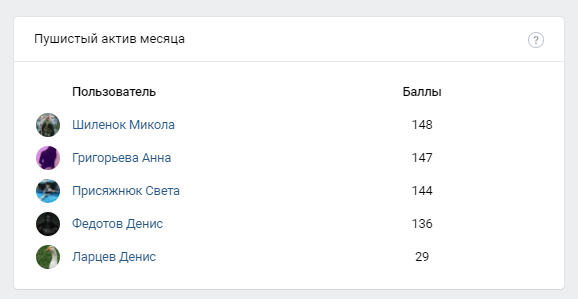 Пушистый актив месяца ?
Пользователь Баллы
Шиленок Микола 148
Григорьева Анна 147
Присяжнюк Света 144
Федотов Денис 136
Ларцев Денис 29